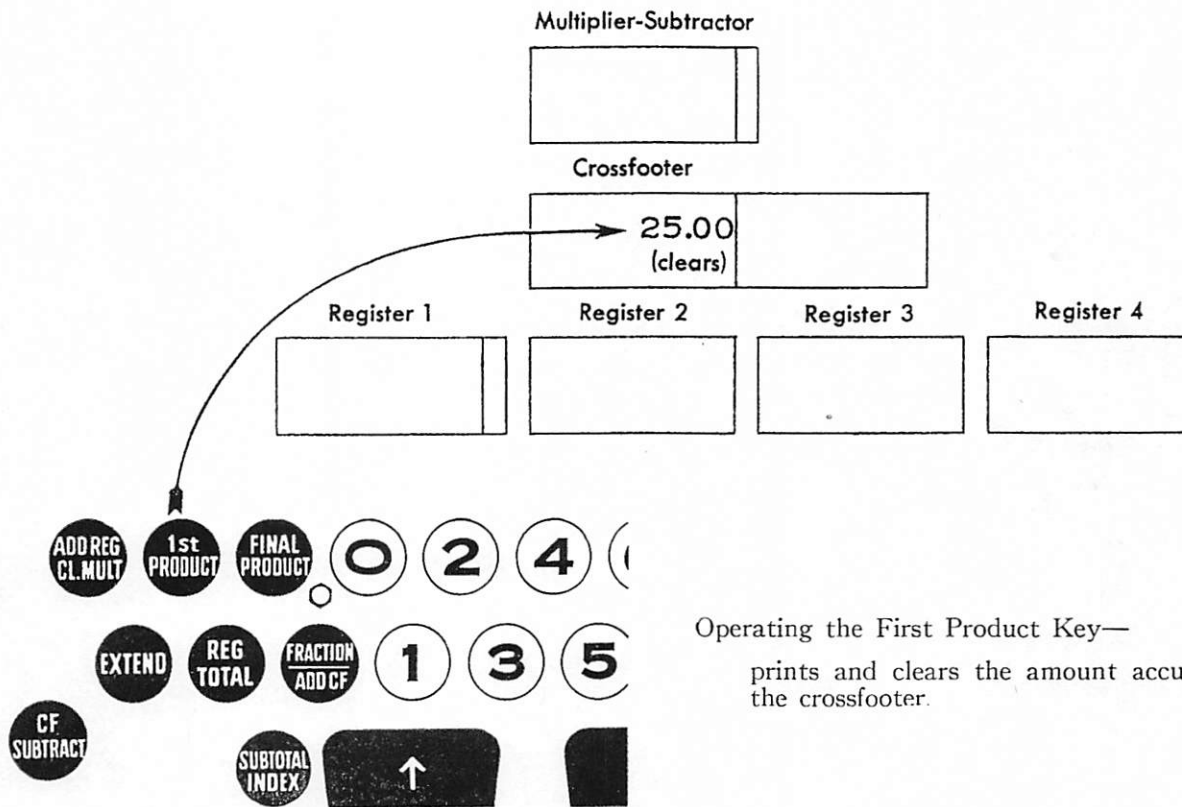 Multiplier-Subtractor
Crossfooter
25.00
(clears)
Register 1 Register 2 Register 3 Register 4
ADD REG
CL.MULT
1st
PRODUCT
FINAL
PRODUCT
0 2 4
EXTEND
REG
TOTAL
FRACTION
ADD CF
1 3 5
Operating the First Product Key—
prints and clears the amount accu
the crossfooter.
CF
SUBTRACT
SUBTOTAL
INDEX
↑